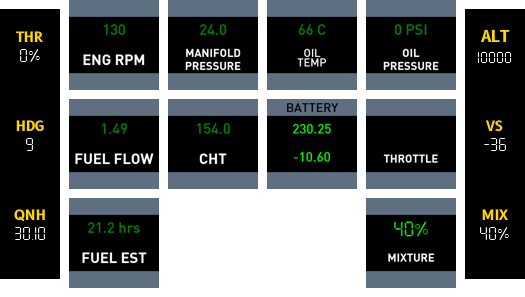 THR
0%
HDG
9
QNH
30.10
130
ENG RPM
24.0
MANIFOLD
PRESSURE
66 C
OIL
TEMP
0 PSI
OIL
PRESSURE
1.49
FUEL FLOW
154.0
CHT
BATTERY
230.25
-10.60
THROTTLE
21.2 hrs
FUEL EST
40%
MIXTURE
ALT
10000
VS
-36
MIX
40%